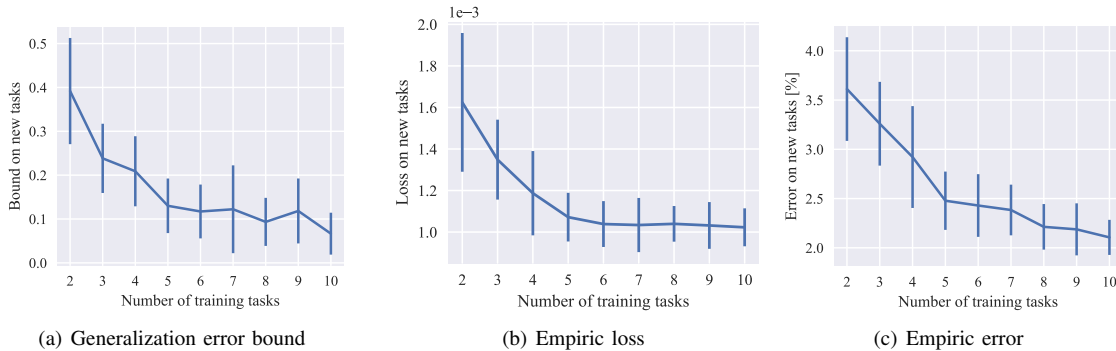 0.5
0.4
0.3
0.2
0.1
0.0
Bound on new tasks
2 3 4 5 6 7 8 9 10
Number of training tasks
(a) Generalization error bound
1e−3
2.0
1.8
1.6
1.4
1.2
1.0
Loss on new tasks
2 3 4 5 6 7 8 9 10
Number of training tasks
(b) Empiric loss
4.0
3.5
3.0
2.5
2.0
Error on new tasks [%]
2 3 4 5 6 7 8 9 10
Number of training tasks
(c) Empiric error